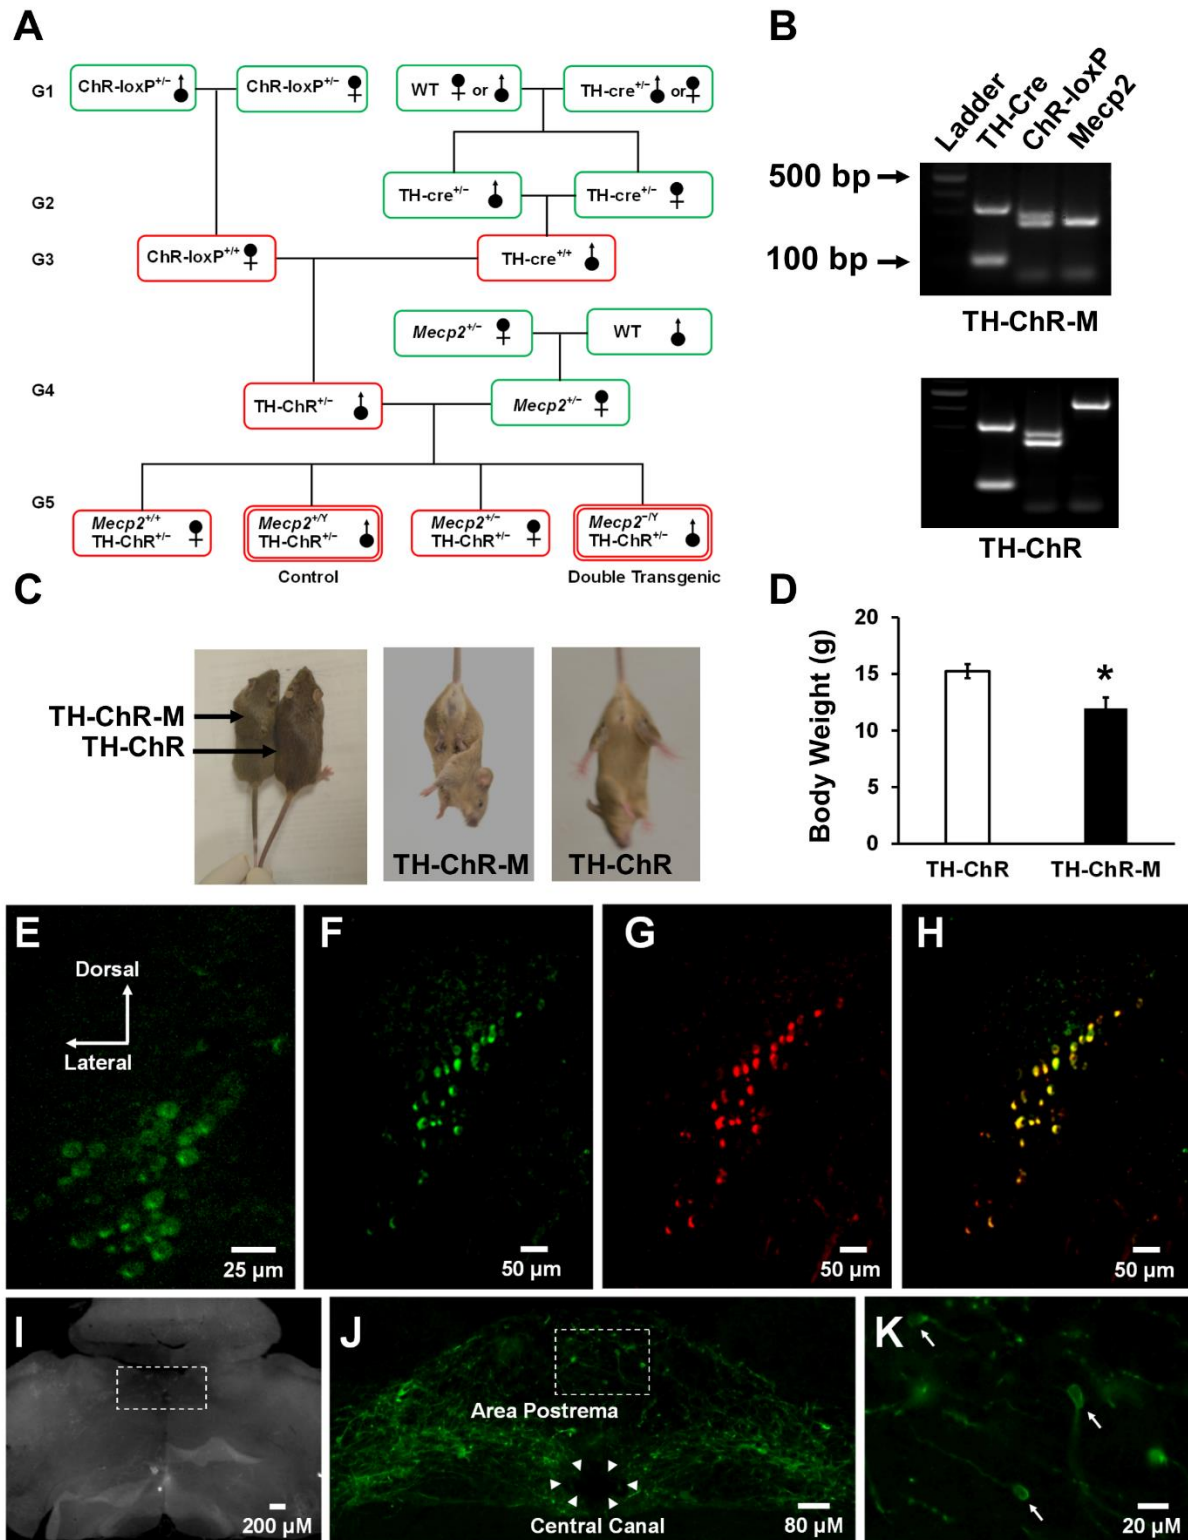 A
G1
ChR-loxP+/-
ChR-loxP+/-
WT or
TH-cre+/- or
G2
TH-cre+/-
TH-cre+/-
G3
ChR-loxP+/+
TH-cre+/+
Mecp2+/-
WT
G4
TH-ChR+/-
Mecp2+/-
G5
Mecp2+/+
TH-ChR+/-
Mecp2+/Y
TH-ChR+/-
Mecp2+/-
TH-ChR+/-
Mecp2-/Y
TH-ChR+/-
Control
Double Transgenic
B
Ladder
TH-Cre
ChR-loxP
Mecp2
500 bp
100 bp
TH-ChR-M
TH-ChR
C
TH-ChR-M
TH-ChR
TH-ChR-M
TH-ChR
D
Body Weight (g)
20
15
10
5
0
*
TH-ChR
TH-ChR-M
E
Dorsal
Lateral
25 µm
F
50 µm
G
50 µm
H
50 µm
I
200 µM
J
Area Postrema
Central Canal
80 µM
K
20 µM